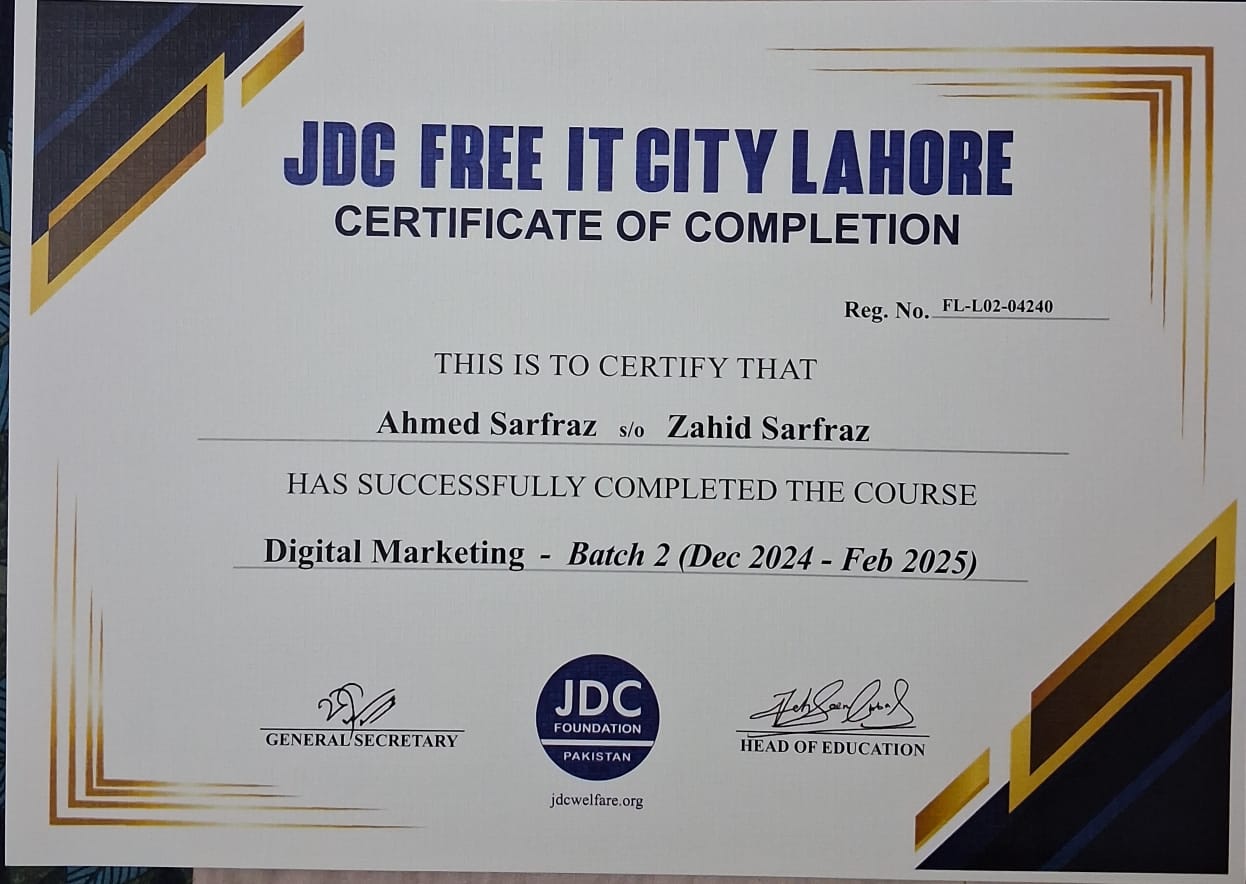 JDC FREE IT CITY LAHORE
CERTIFICATE OF COMPLETION
Reg. No. FL-L02-04240
THIS IS TO CERTIFY THAT
Ahmed Sarfraz s/o Zahid Sarfraz
HAS SUCCESSFULLY COMPLETED THE COURSE
Digital Marketing - Batch 2 (Dec 2024 - Feb 2025)
GENERAL SECRETARY
JDC
FOUNDATION
PAKISTAN
jdcwelfare.org
HEAD OF EDUCATION